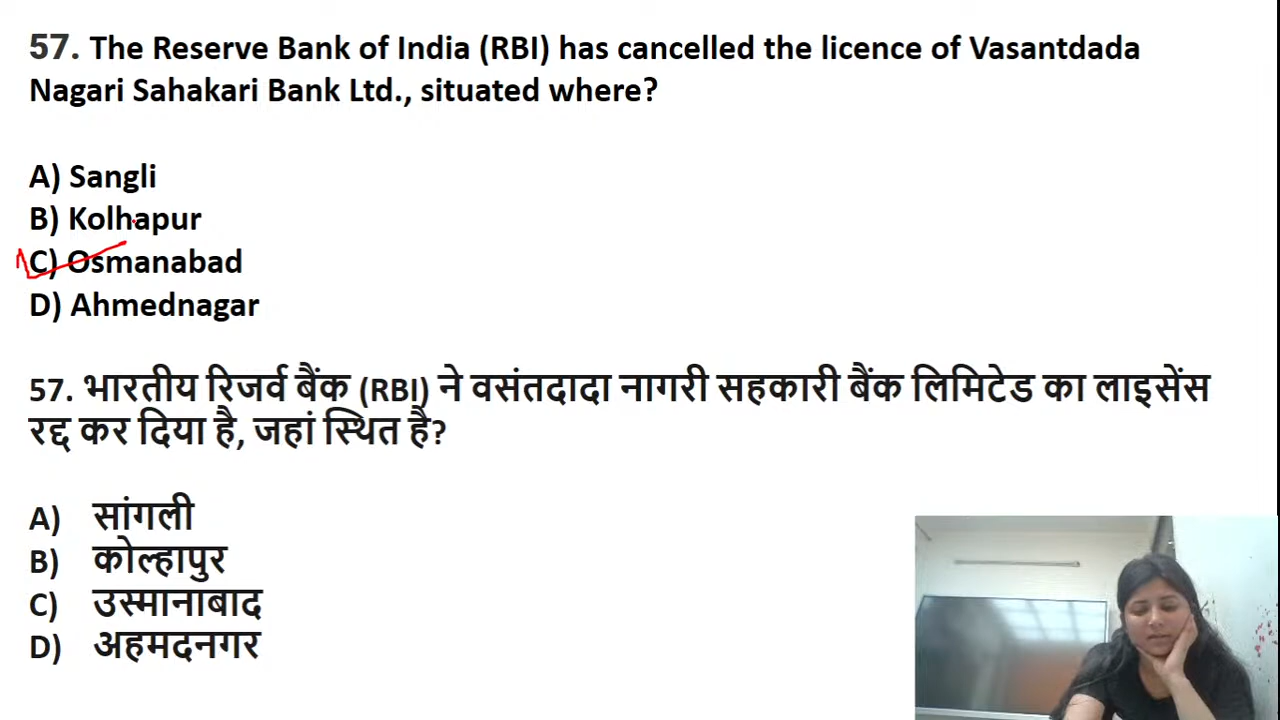 57. The Reserve Bank of India (RBI) has cancelled the licence of Vasantdada
Nagari Sahakari Bank Ltd., situated where?
A) Sangli
B) Kolhapur
C) Osmanabad
D) Ahmednagar
57. भारतीय रिजर्व बैंक (RBI) ने वसंतदादा नागरी सहकारी बैंक लिमिटेड का लाइसेंस
रद्द कर दिया है, जहां स्थित है?
A) सांगली
B) कोल्हापुर
C) उस्मानाबाद
D) अहमदनगर